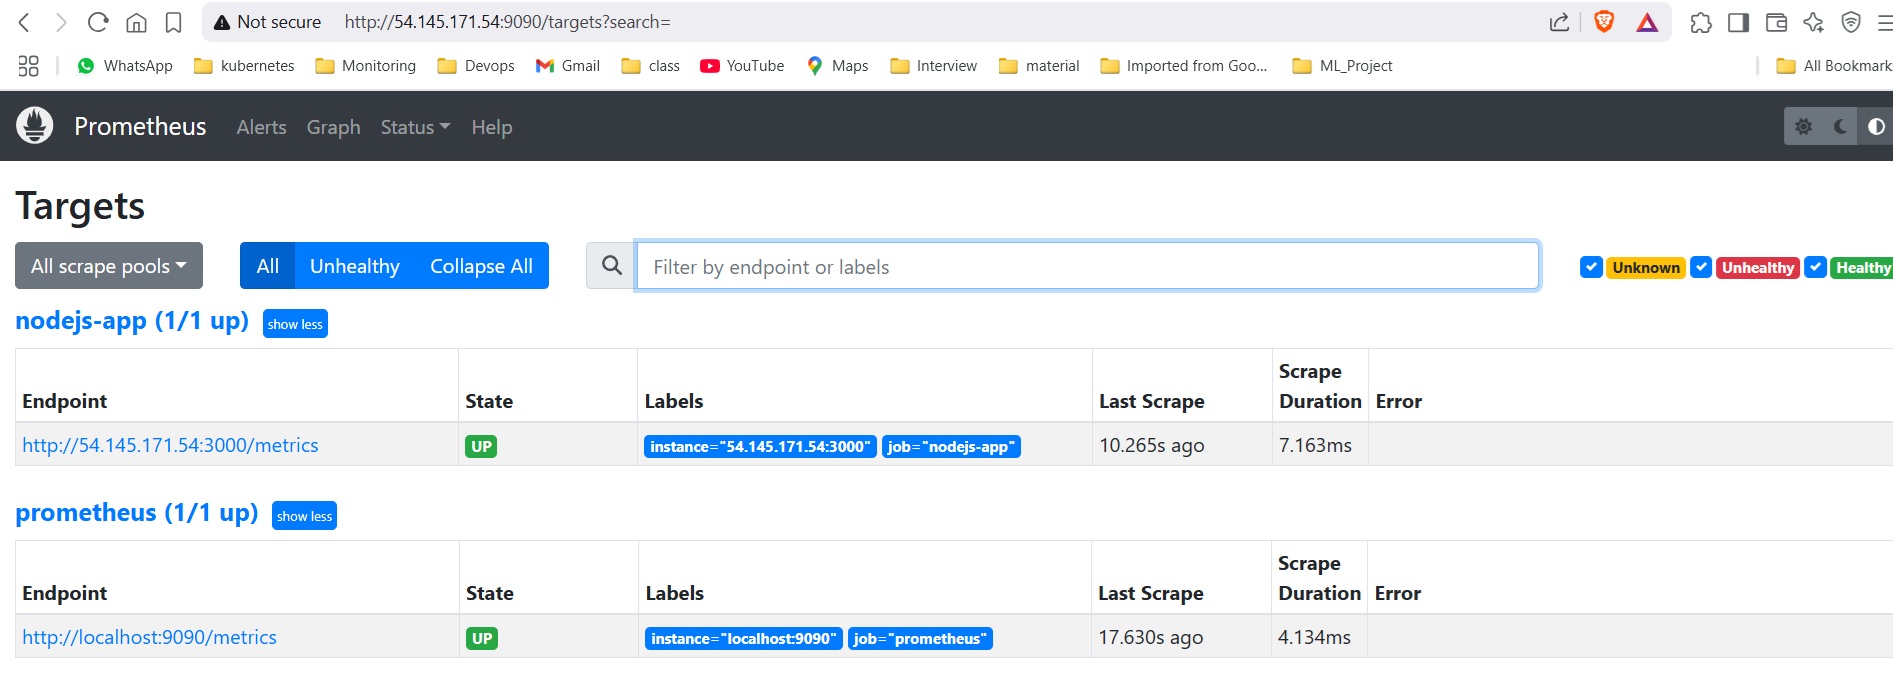 Not secure http://54.145.171.54:9090/targets?search=
WhatsApp kubernetes Monitoring Devops Gmail class YouTube Maps Interview material Imported from Goo... ML_Project All Bookmark
Prometheus Alerts Graph Status Help
Targets
All scrape pools All Unhealthy Collapse All Filter by endpoint or labels Unknown Unhealthy Healthy
nodejs-app (1/1 up) show less
Endpoint State Labels Last Scrape Scrape Duration Error
http://54.145.171.54:3000/metrics UP instance="54.145.171.54:3000" job="nodejs-app" 10.265s ago 7.163ms
prometheus (1/1 up) show less
Endpoint State Labels Last Scrape Scrape Duration Error
http://localhost:9090/metrics UP instance="localhost:9090" job="prometheus" 17.630s ago 4.134ms